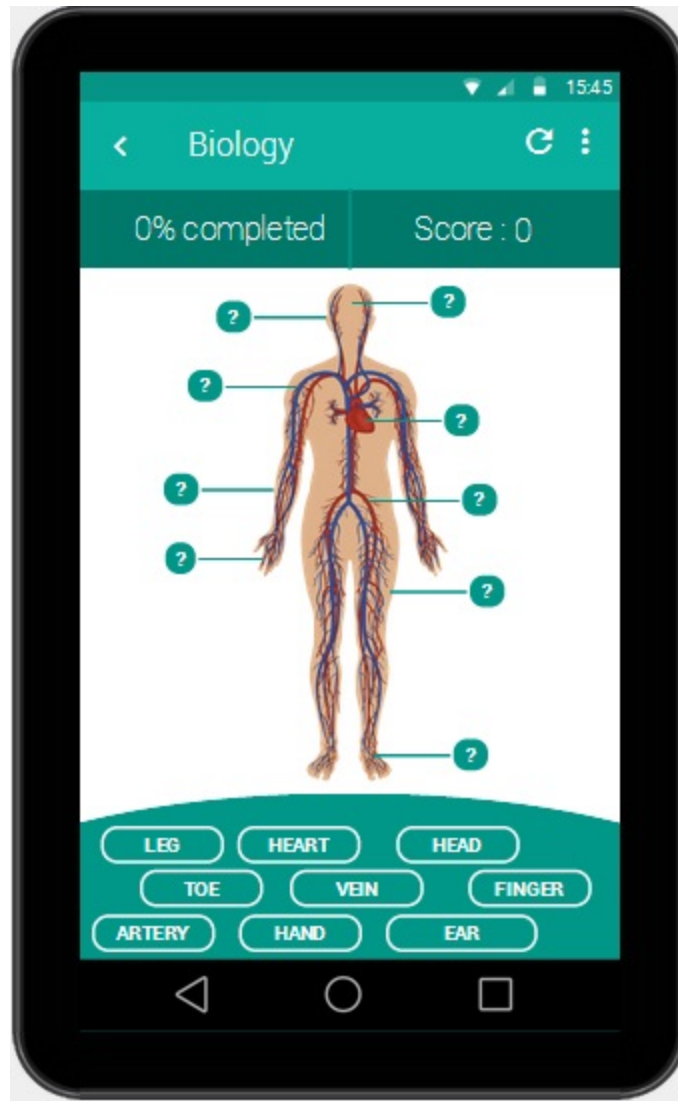 15:45
Biology
0% completed Score : 0
?
?
?
?
?
?
?
?
?
LEG HEART HEAD
TOE VEIN FINGER
ARTERY HAND EAR